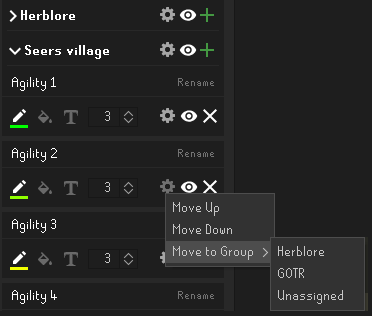 Herblore
Seers village
Agility 1 Rename
T 3
Agility 2 Rename
T 3
Move Up
Move Down
Move to Group
Herblore
GOTR
Unassigned
Agility 3
T 3
Agility 4 Rename